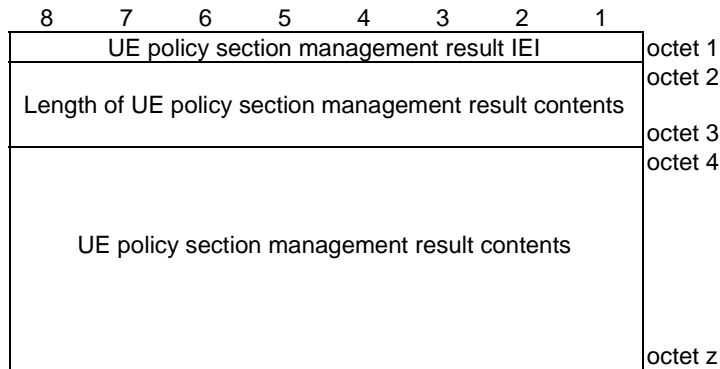 8 7 6 5 4 3 2 1
UE policy section management result IEI octet 1
octet 2
Length of UE policy section management result contents
octet 3
octet 4
UE policy section management result contents
octet z